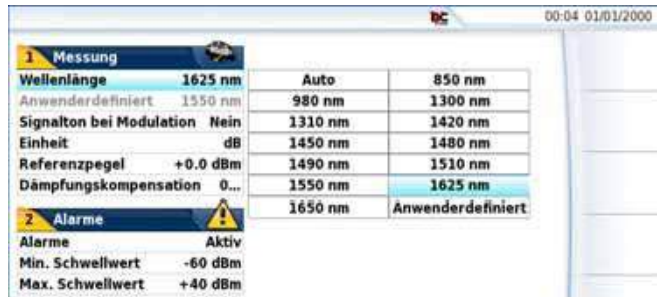 DC 00:04 01/01/2000
1 Messung
Wellenlänge 1625 nm
Anwenderdefiniert 1550 nm
Signalton bei Modulation Nein
Einheit dB
Referenzpegel +0.0 dBm
Dämpfungskompensation 0...
2 Alarme
Alarme Aktiv
Min. Schwellwert -60 dBm
Max. Schwellwert +40 dBm
Auto 850 nm
980 nm 1300 nm
1310 nm 1420 nm
1450 nm 1480 nm
1490 nm 1510 nm
1550 nm 1625 nm
1650 nm Anwenderdefiniert